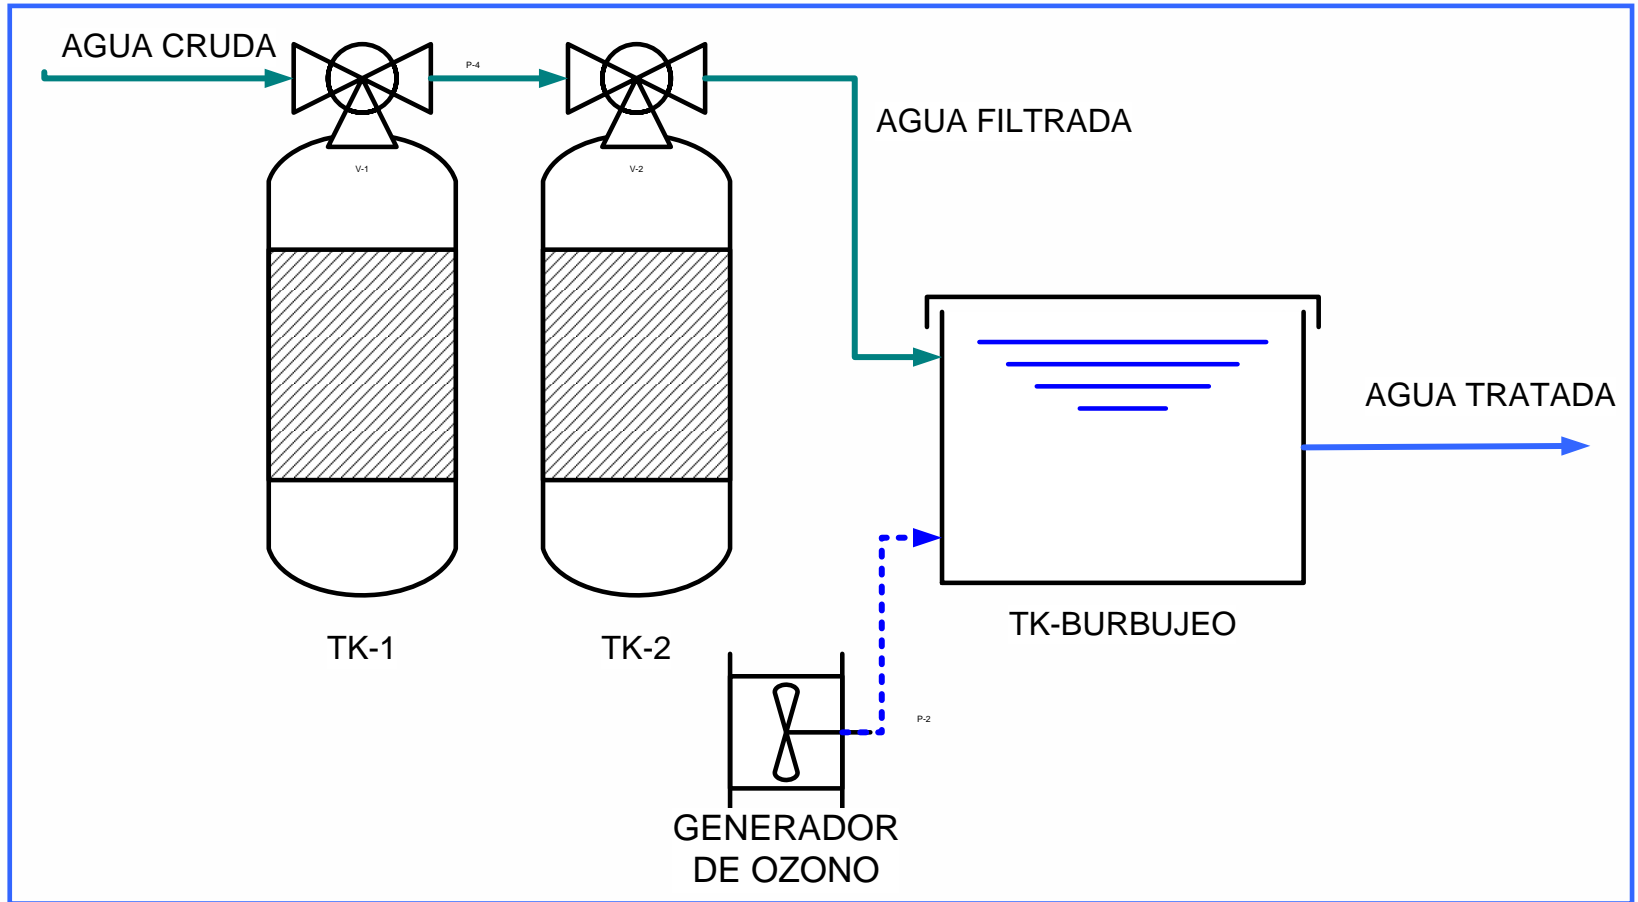 AGUA CRUDA
P-4
AGUA FILTRADA
V-1
V-2
AGUA TRATADA
TK-BURBUJEO
TK-1
TK-2
P-2
GENERADOR
DE OZONO